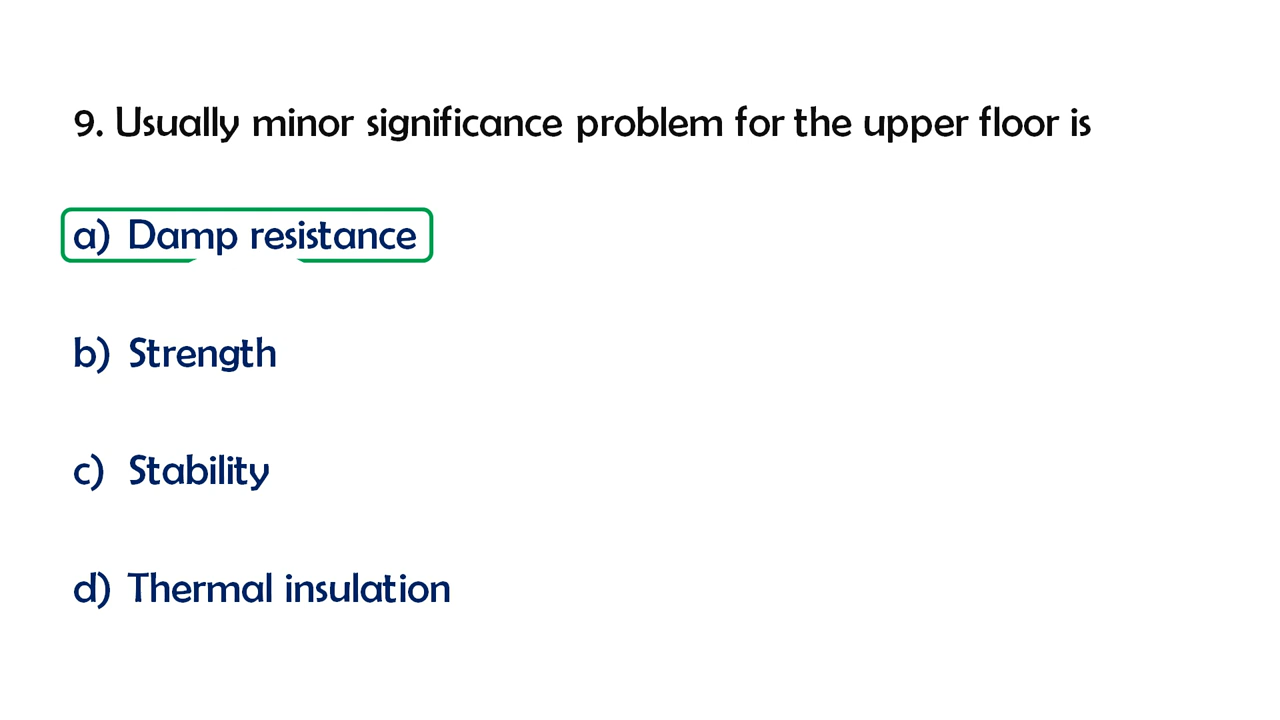 9. Usually minor significance problem for the upper floor is
a) Damp resistance
b) Strength
c) Stability
d) Thermal insulation